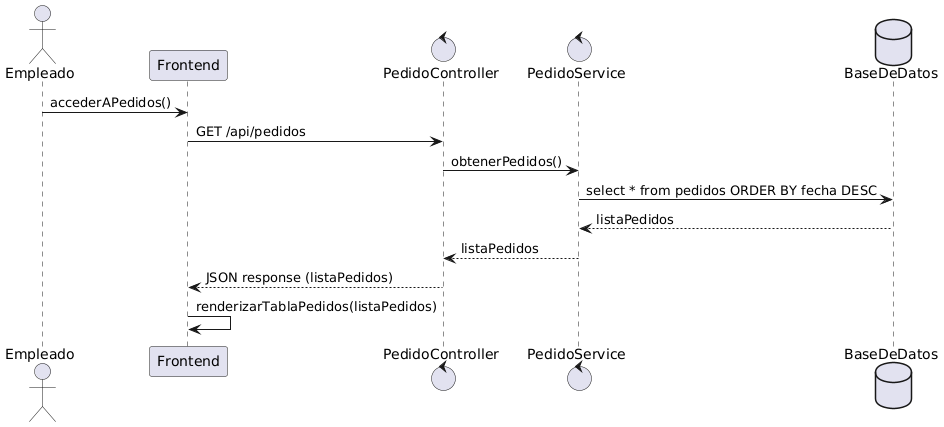 Empleado
Frontend
PedidoController
PedidoService
BaseDeDatos
accederAPedidos()
GET /api/pedidos
obtenerPedidos()
select * from pedidos ORDER BY fecha DESC
listaPedidos
listaPedidos
JSON response (listaPedidos)
renderizarTablaPedidos(listaPedidos)
Empleado
Frontend
PedidoController
PedidoService
BaseDeDatos